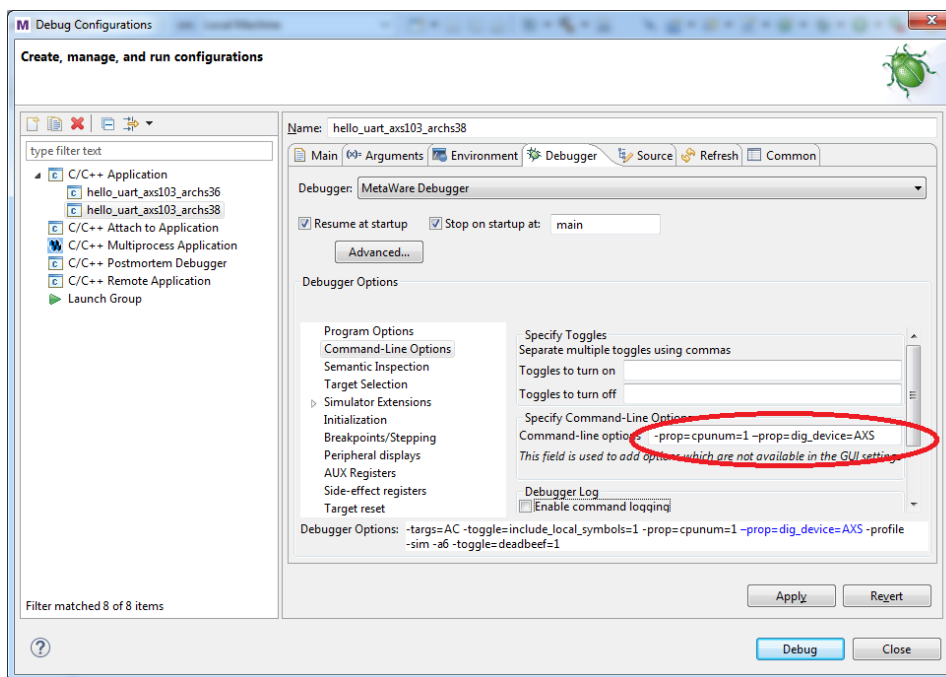 M Debug Configurations
Create, manage, and run configurations
type filter text
C/C++ Application
hello_uart_axs103_archs36
hello_uart_axs103_archs38
C/C++ Attach to Application
C/C++ Multiprocess Application
C/C++ Postmortem Debugger
C/C++ Remote Application
Launch Group
Filter matched 8 of 8 items
Name: hello_uart_axs103_archs38
Main (x)= Arguments Environment Debugger Source Refresh Common
Debugger: MetaWare Debugger
Resume at startup Stop on startup at: main
Advanced...
Debugger Options
Program Options
Command-Line Options
Semantic Inspection
Target Selection
Simulator Extensions
Initialization
Breakpoints/Stepping
Peripheral displays
AUX Registers
Side-effect registers
Target reset
Specify Toggles
Separate multiple toggles using commas
Toggles to turn on
Toggles to turn off
Specify Command-Line Options
Command-line options -prop=cpunum=1 –prop=dig_device=AXS
This field is used to add options which are not available in the GUI settings
Debugger Log
Enable command logging
Debugger Options: -targs=AC -toggle=include_local_symbols=1 -prop=cpunum=1 –prop=dig_device=AXS -profile
-sim -a6 -toggle=deadbeef=1
Apply Revert
? Debug Close